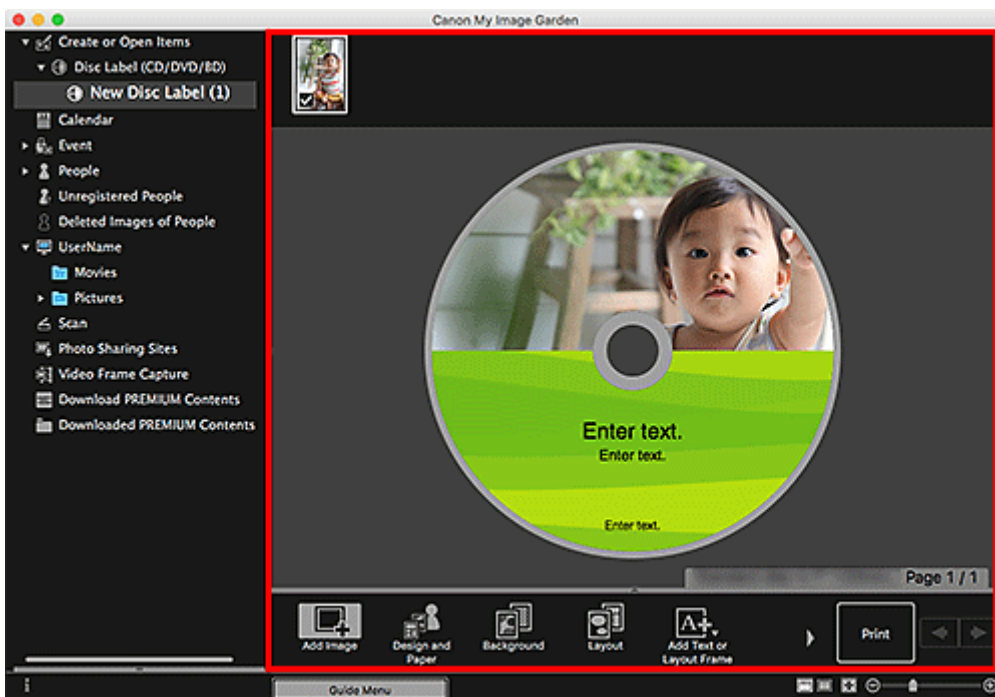 Canon My Image Garden
Create or Open Items
Disc Label (CD/DVD/BD)
New Disc Label (1)
Calendar
Event
People
Unregistered People
Deleted Images of People
UserName
Movies
Pictures
Scan
Photo Sharing Sites
Video Frame Capture
Download PREMIUM Contents
Downloaded PREMIUM Contents
Enter text.
Enter text.
Enter text.
Page 1 / 1
Add Image
Design and
Paper
Background
Layout
Add Text or
Layout Frame
Print
Guide Menu